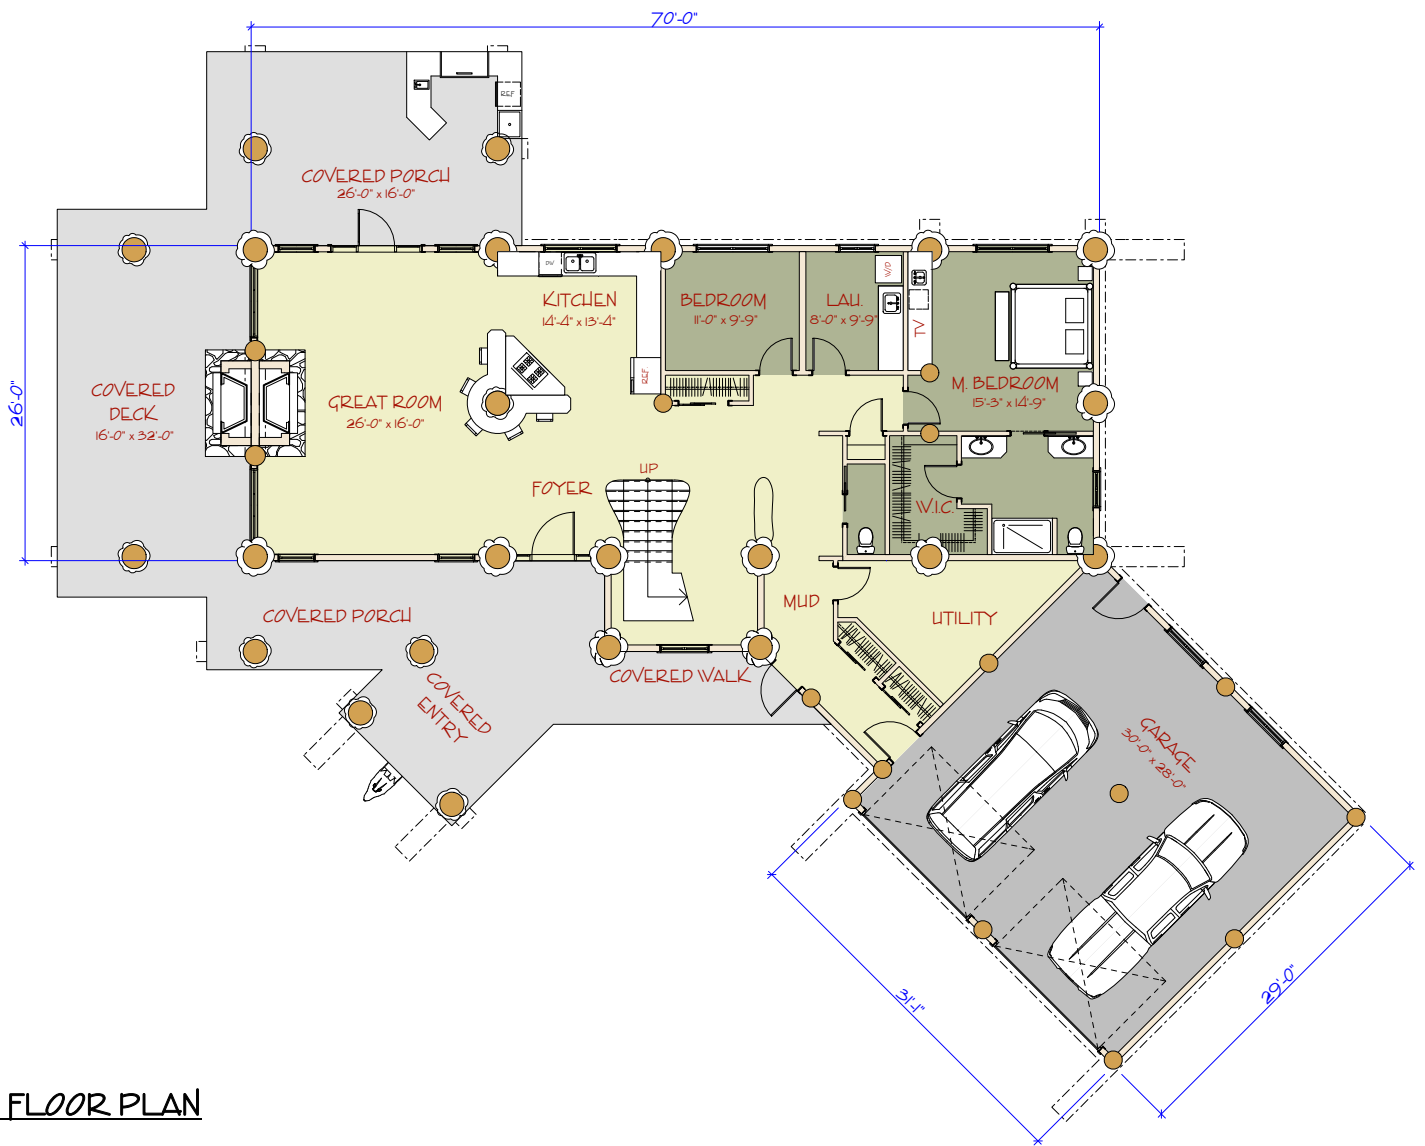 70'-0"
REF
COVERED PORCH
26'-0" x 16'-0"
DW
KITCHEN
14'-4" x 13'-4"
REF.
BEDROOM
11'-0" x 9'-9"
LAU.
8'-0" x 9'-9"
W/D
TV
M. BEDROOM
15'-3" x 14'-9"
26'-0"
COVERED
DECK
16'-0" x 32'-0"
GREAT ROOM
26'-0" x 16'-0"
FOYER
UP
W.I.C.
COVERED PORCH
MUD
UTILITY
COVERED WALK
COVERED
ENTRY
GARAGE
30'-0" x 28'-0"
31'-1"
29'-0"
FLOOR PLAN